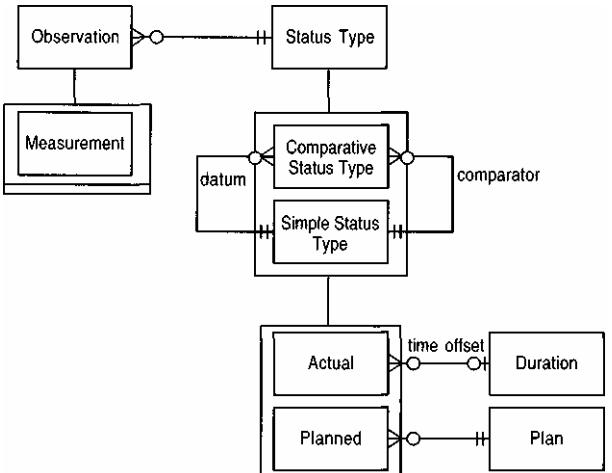 Observation
Status Type
Measurement
Comparative
Status Type
datum
comparator
Simple Status
Type
time offset
Actual
Duration
Planned
Plan